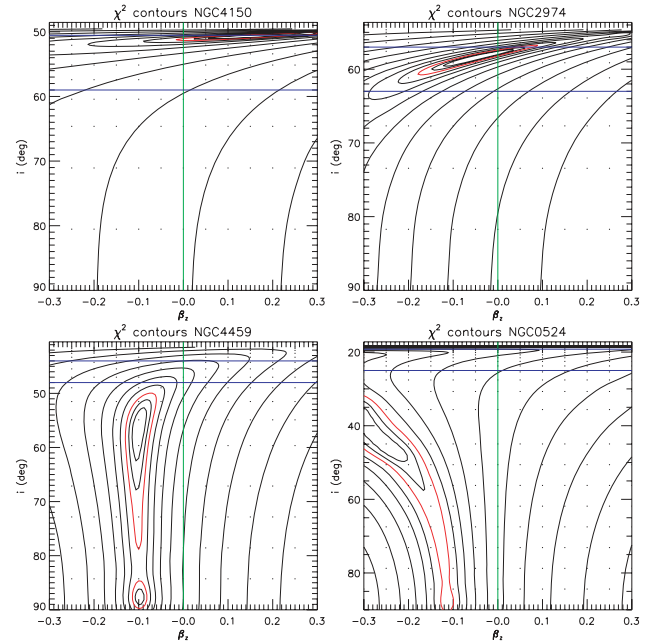 χ² contours NGC4150
50
60
70
80
90
i (deg)
−0.3 −0.2 −0.1 −0.0 0.1 0.2 0.3
β_z
χ² contours NGC2974
60
70
80
90
i (deg)
−0.3 −0.2 −0.1 0.0 0.1 0.2 0.3
β_z
χ² contours NGC4459
50
60
70
80
90
i (deg)
−0.3 −0.2 −0.1 −0.0 0.1 0.2 0.3
β_z
χ² contours NGC0524
20
40
60
80
i (deg)
−0.3 −0.2 −0.1 0.0 0.1 0.2 0.3
β_z